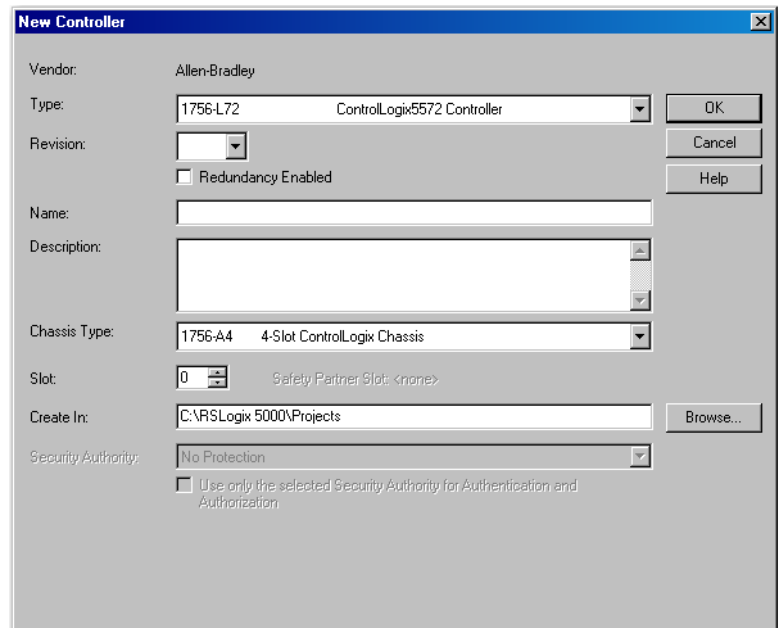 New Controller
Vendor: Allen-Bradley
Type: 1756-L72 ControlLogix5572 Controller OK
Revision: Cancel
Redundancy Enabled Help
Name:
Description:
Chassis Type: 1756-A4 4-Slot ControlLogix Chassis
Slot: 0 Safety Partner Slot: <none>
Create In: C:\RSLogix 5000\Projects Browse...
Security Authority: No Protection
Use only the selected Security Authority for Authentication and
Authorization